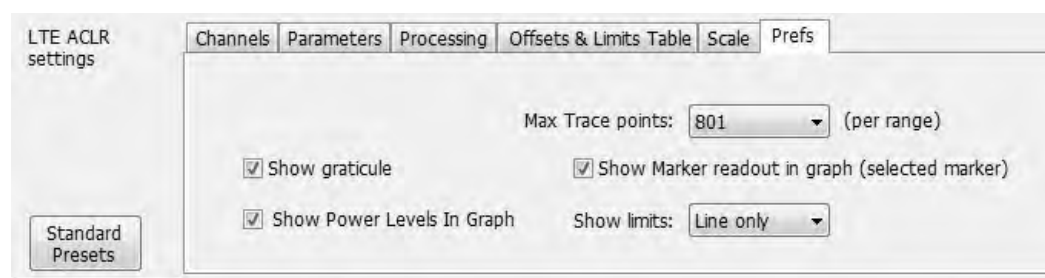 LTE ACLR
settings
Channels Parameters Processing Offsets & Limits Table Scale Prefs
Max Trace points: 801 (per range)
Show graticule Show Marker readout in graph (selected marker)
Show Power Levels In Graph Show limits: Line only
Standard
Presets